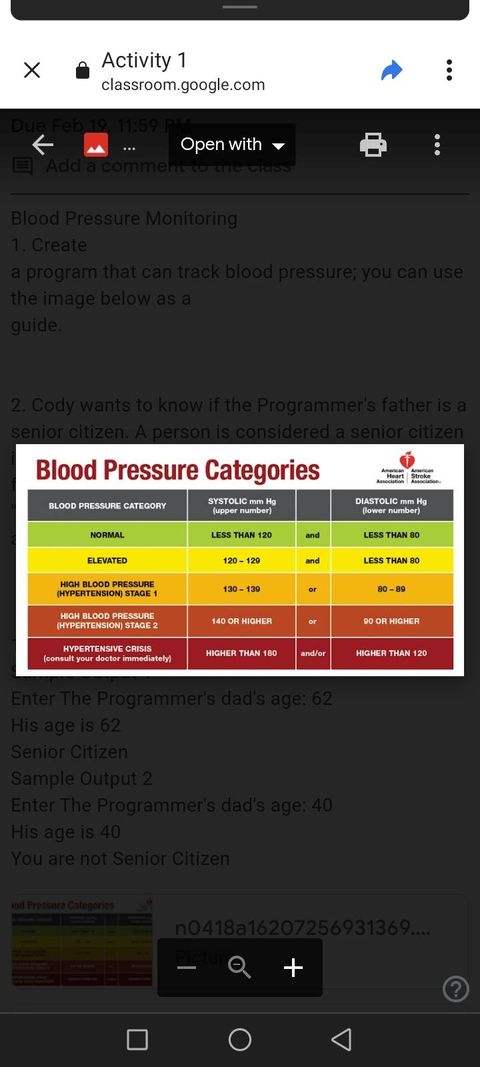 Activity 1
classroom.google.com
Due Feb 19, 11:59 PM
... Open with
Add a comment to the class
Blood Pressure Monitoring
1. Create
a program that can track blood pressure; you can use
the image below as a
guide.
2. Cody wants to know if the Programmer's father is a
senior citizen. A person is considered a senior citizen
Blood Pressure Categories
American Heart Association | American Stroke Association
BLOOD PRESSURE CATEGORY SYSTOLIC mm Hg (upper number) DIASTOLIC mm Hg (lower number)
NORMAL LESS THAN 120 and LESS THAN 80
ELEVATED 120 – 129 and LESS THAN 80
HIGH BLOOD PRESSURE (HYPERTENSION) STAGE 1 130 – 139 or 80 – 89
HIGH BLOOD PRESSURE (HYPERTENSION) STAGE 2 140 OR HIGHER or 90 OR HIGHER
HYPERTENSIVE CRISIS (consult your doctor immediately) HIGHER THAN 180 and/or HIGHER THAN 120
Enter The Programmer's dad's age: 62
His age is 62
Senior Citizen
Sample Output 2
Enter The Programmer's dad's age: 40
His age is 40
You are not Senior Citizen
n0418a16207256931369....